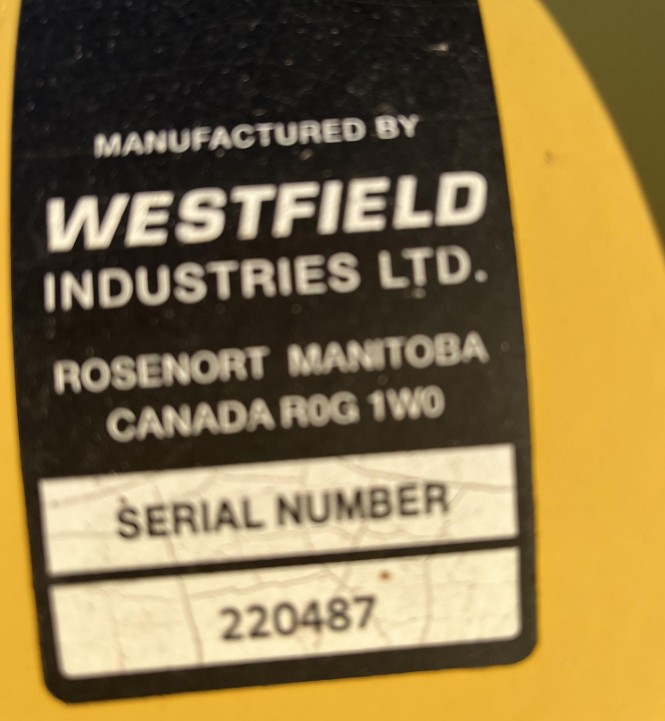 MANUFACTURED BY
WESTFIELD
INDUSTRIES LTD.
ROSENORT MANITOBA
CANADA R0G 1W0
SERIAL NUMBER
220487